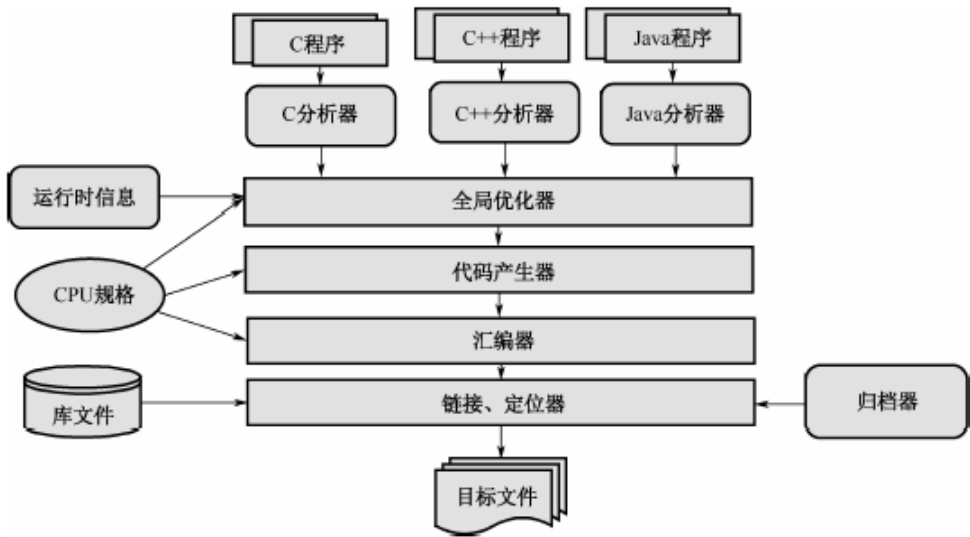 C程序
C++程序
Java程序
C分析器
C++分析器
Java分析器
运行时信息
全局优化器
CPU规格
代码产生器
汇编器
库文件
链接、定位器
归档器
目标文件